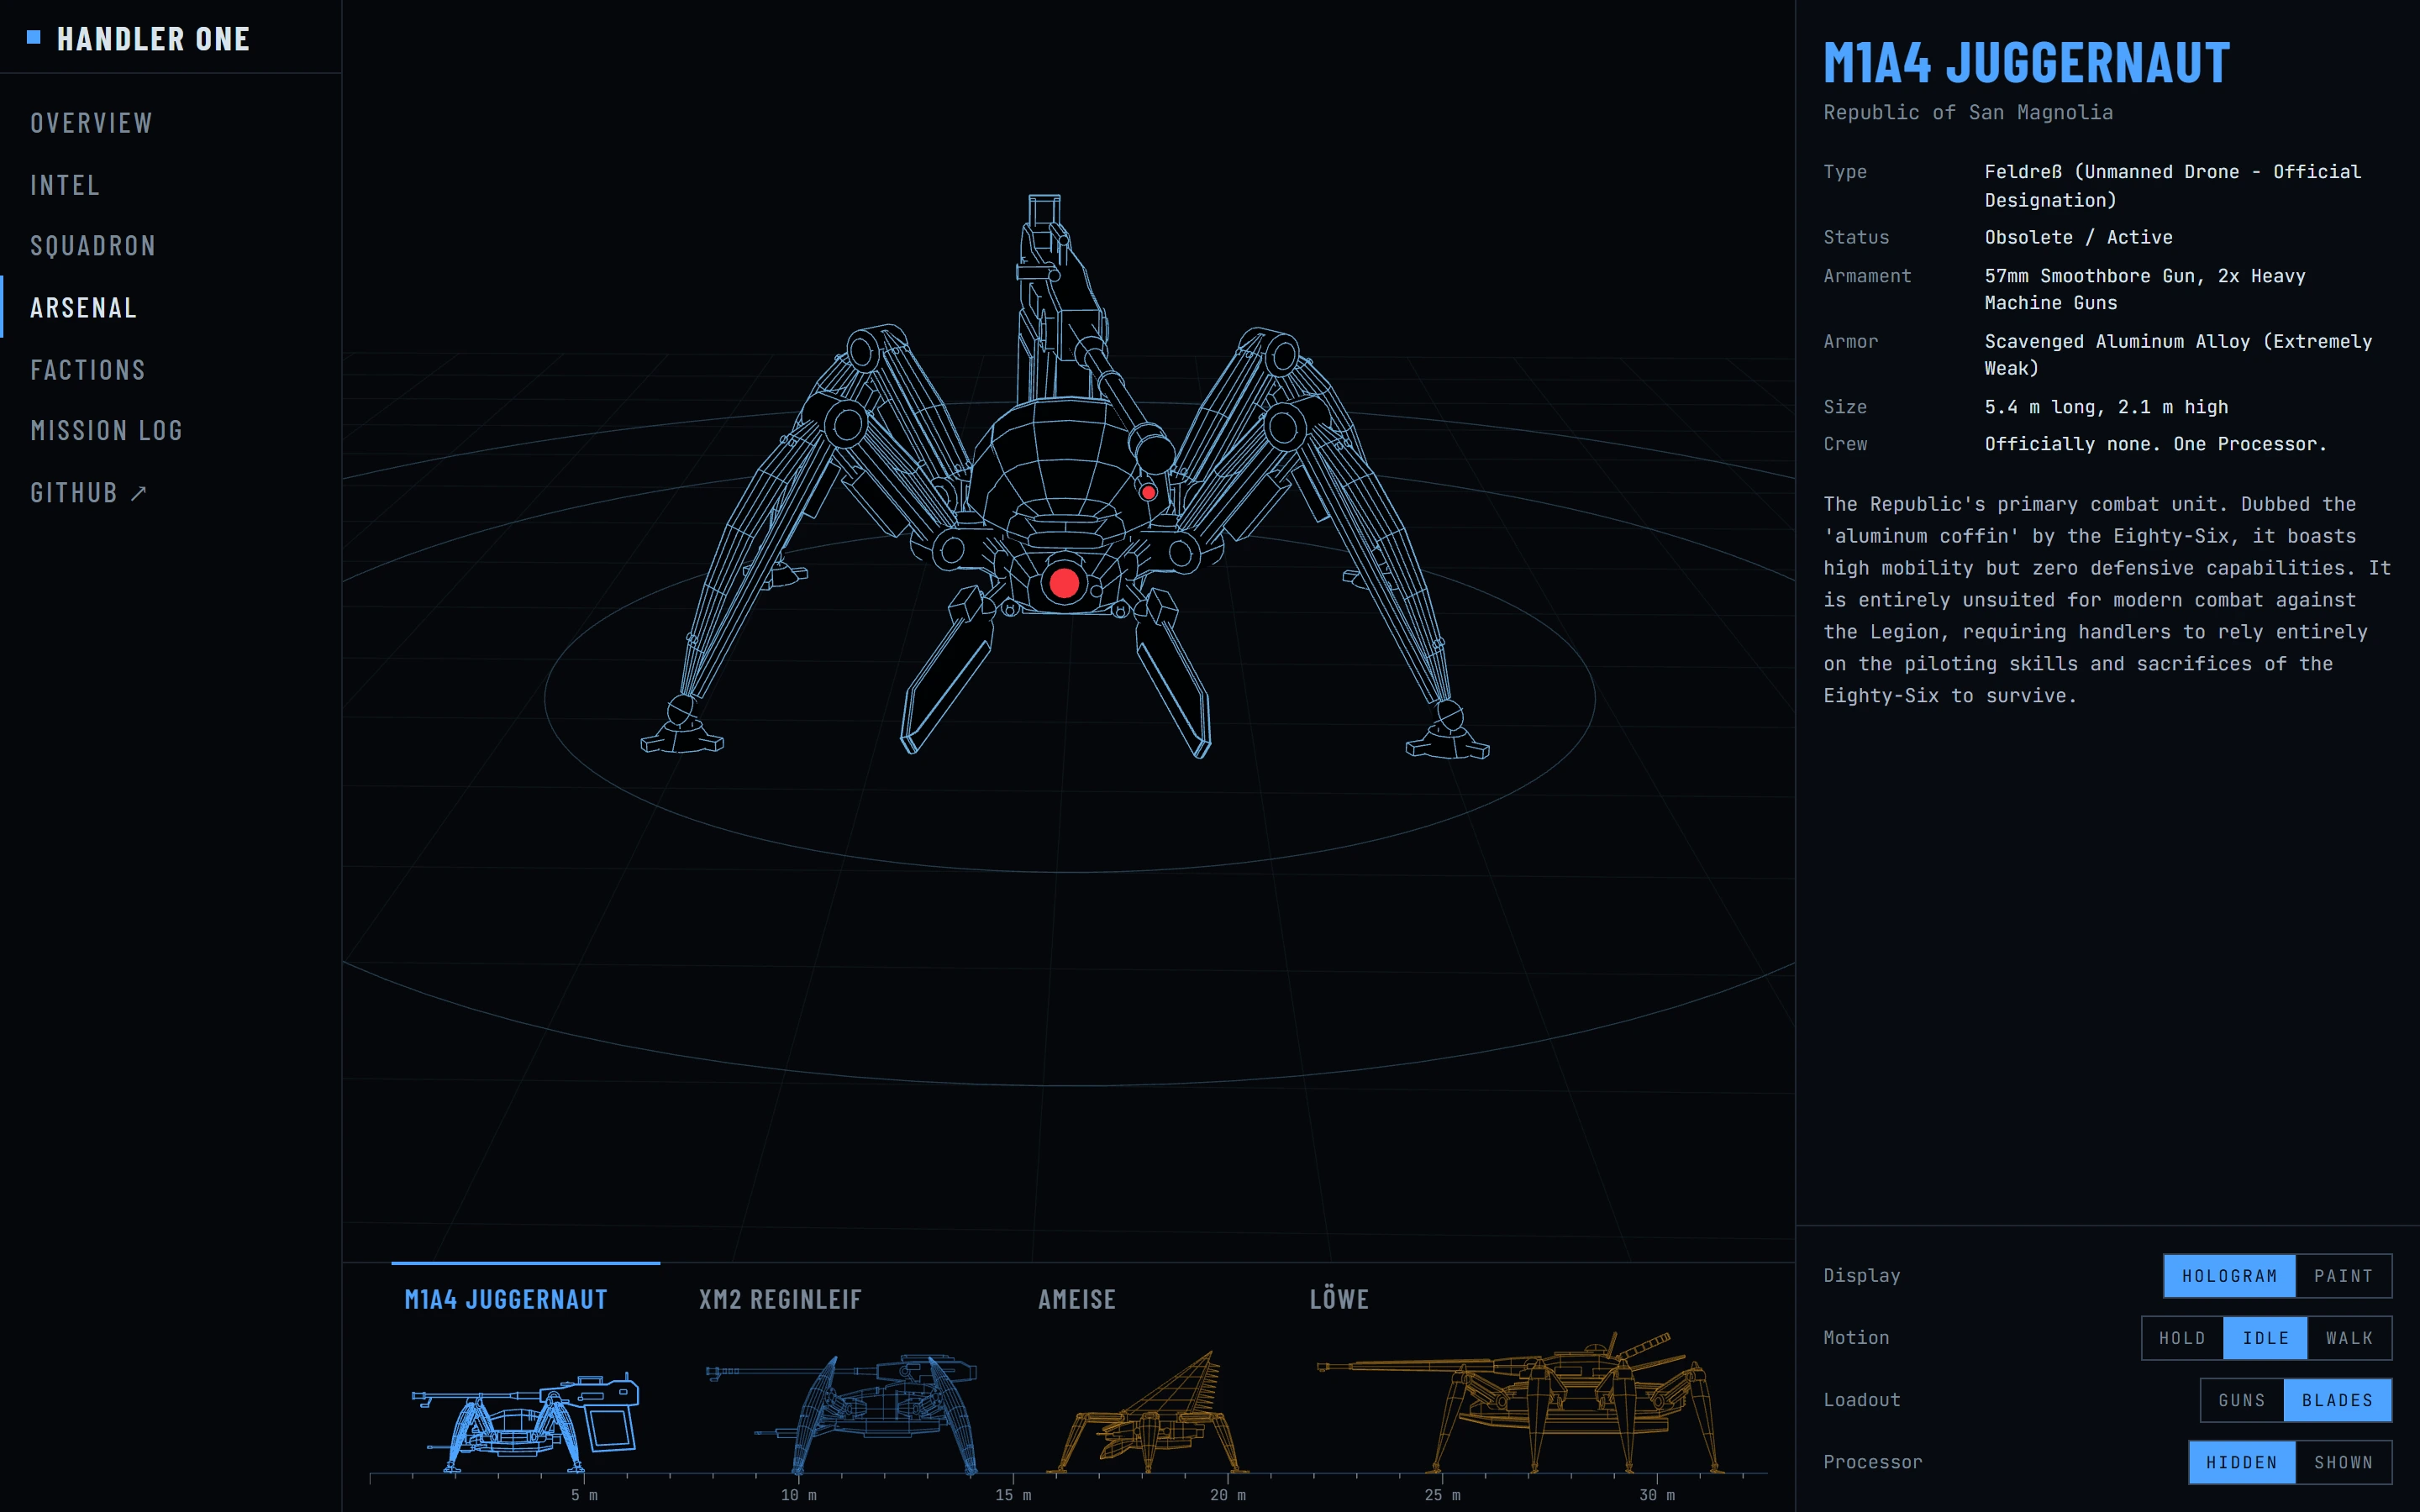 HANDLER ONE
OVERVIEW
INTEL
SQUADRON
ARSENAL
FACTIONS
MISSION LOG
GITHUB ↗
M1A4 JUGGERNAUT
Republic of San Magnolia
Type Feldreß (Unmanned Drone - Official
Designation)
Status Obsolete / Active
Armament 57mm Smoothbore Gun, 2x Heavy
Machine Guns
Armor Scavenged Aluminum Alloy (Extremely
Weak)
Size 5.4 m long, 2.1 m high
Crew Officially none. One Processor.
The Republic's primary combat unit. Dubbed the
'aluminum coffin' by the Eighty-Six, it boasts
high mobility but zero defensive capabilities. It
is entirely unsuited for modern combat against
the Legion, requiring handlers to rely entirely
on the piloting skills and sacrifices of the
Eighty-Six to survive.
M1A4 JUGGERNAUT XM2 REGINLEIF AMEISE LÖWE
5 m 10 m 15 m 20 m 25 m 30 m
Display HOLOGRAM PAINT
Motion HOLD IDLE WALK
Loadout GUNS BLADES
Processor HIDDEN SHOWN